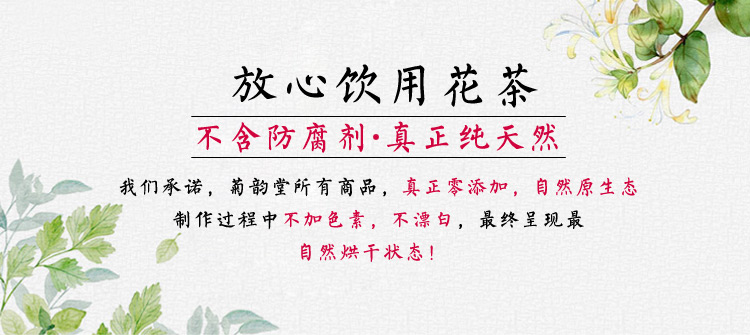 放心饮用花茶
不含防腐剂·真正纯天然
我们承诺，菊韵堂所有商品，真正零添加，自然原生态
制作过程中不加色素，不漂白，最终呈现最
自然烘干状态！